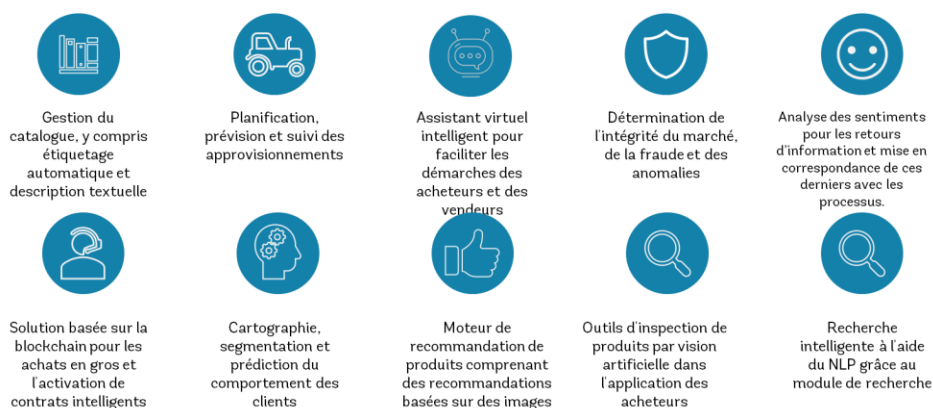 Gestion du
catalogue, y compris
étiquetage
automatique et
description textuelle
Planification,
prévision et suivi des
approvisionnements
Assistant virtuel
intelligent pour
faciliter les
démarches des
acheteurs et des
vendeurs
Détermination de
l'intégrité du marché,
de la fraude et des
anomalies
Analyse des sentiments
pour les retours
d'information et mise en
correspondance de ces
derniers avec les
processus.
Solution basée sur la
blockchain pour les
achats en gros et
l'activation de
contrats intelligents
Cartographie,
segmentation et
prédiction du
comportement des
clients
Moteur de
recommandation de
produits comprenant
des recommandations
basées sur des images
Outils d'inspection de
produits par vision
artificielle dans
l'application des
acheteurs
Recherche
intelligente à l'aide
du NLP grâce au
module de recherche